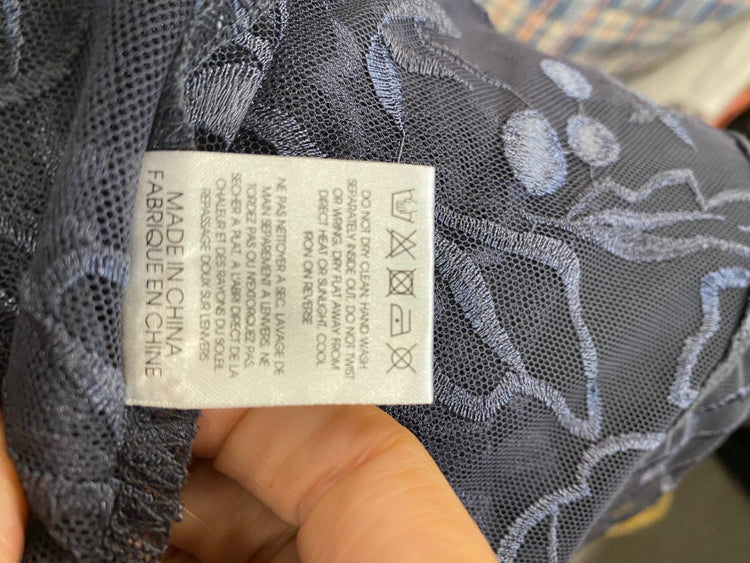 DO NOT DRY CLEAN. HAND WASH
SEPARATELY INSIDE OUT. DO NOT TWIST
OR WRING. DRY FLAT AWAY FROM
DIRECT HEAT OR SUNLIGHT. COOL
IRON ON REVERSE
NE PAS NETTOYER A SEC. LAVAGE DE
MAIN SEPAREMENT A L'ENVERS. NE
TORDEZ PAS OU N'EXTORQUEZ PAS.
SECHER A PLAT. A L'ABRI DIRECT DE LA
CHALEUR ET DES RAYONS DU SOLEIL
REPASSAGE DOUX SUR L'ENVERS
MADE IN CHINA
FABRIQUE EN CHINE